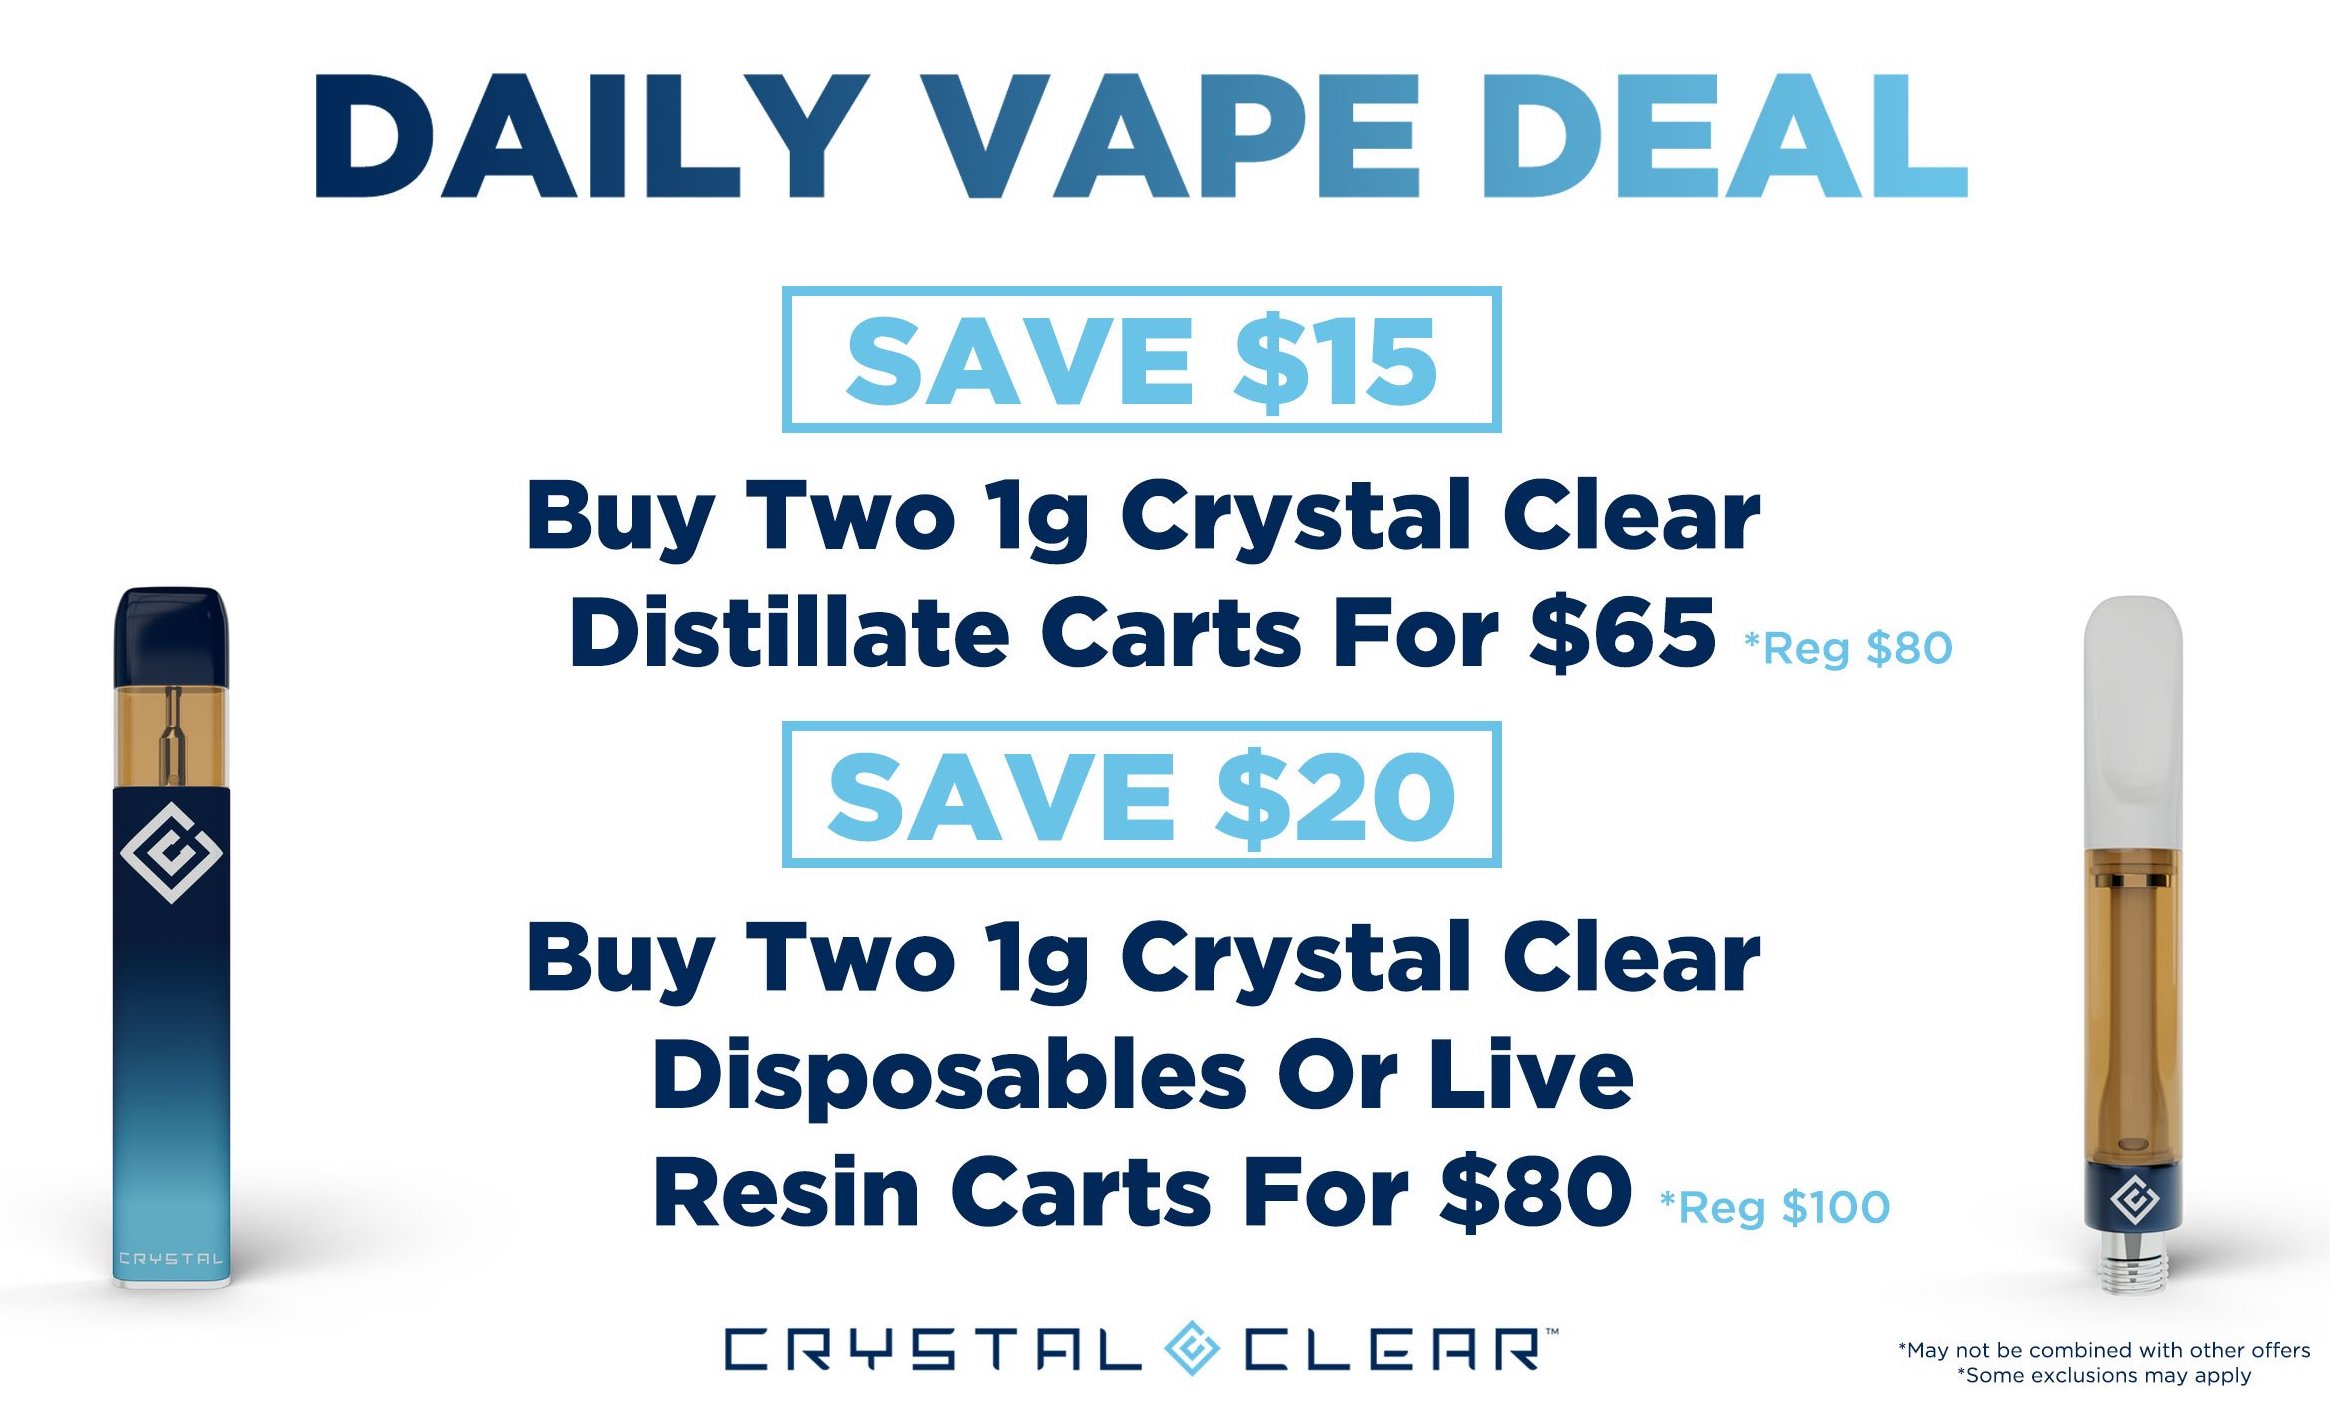 DAILY VAPE DEAL
SAVE $15
Buy Two 1g Crystal Clear
Distillate Carts For $65 *Reg $80
SAVE $20
Buy Two 1g Crystal Clear
Disposables Or Live
Resin Carts For $80 *Reg $100
CRYSTAL
CRYSTAL CLEAR™
*May not be combined with other offers
*Some exclusions may apply